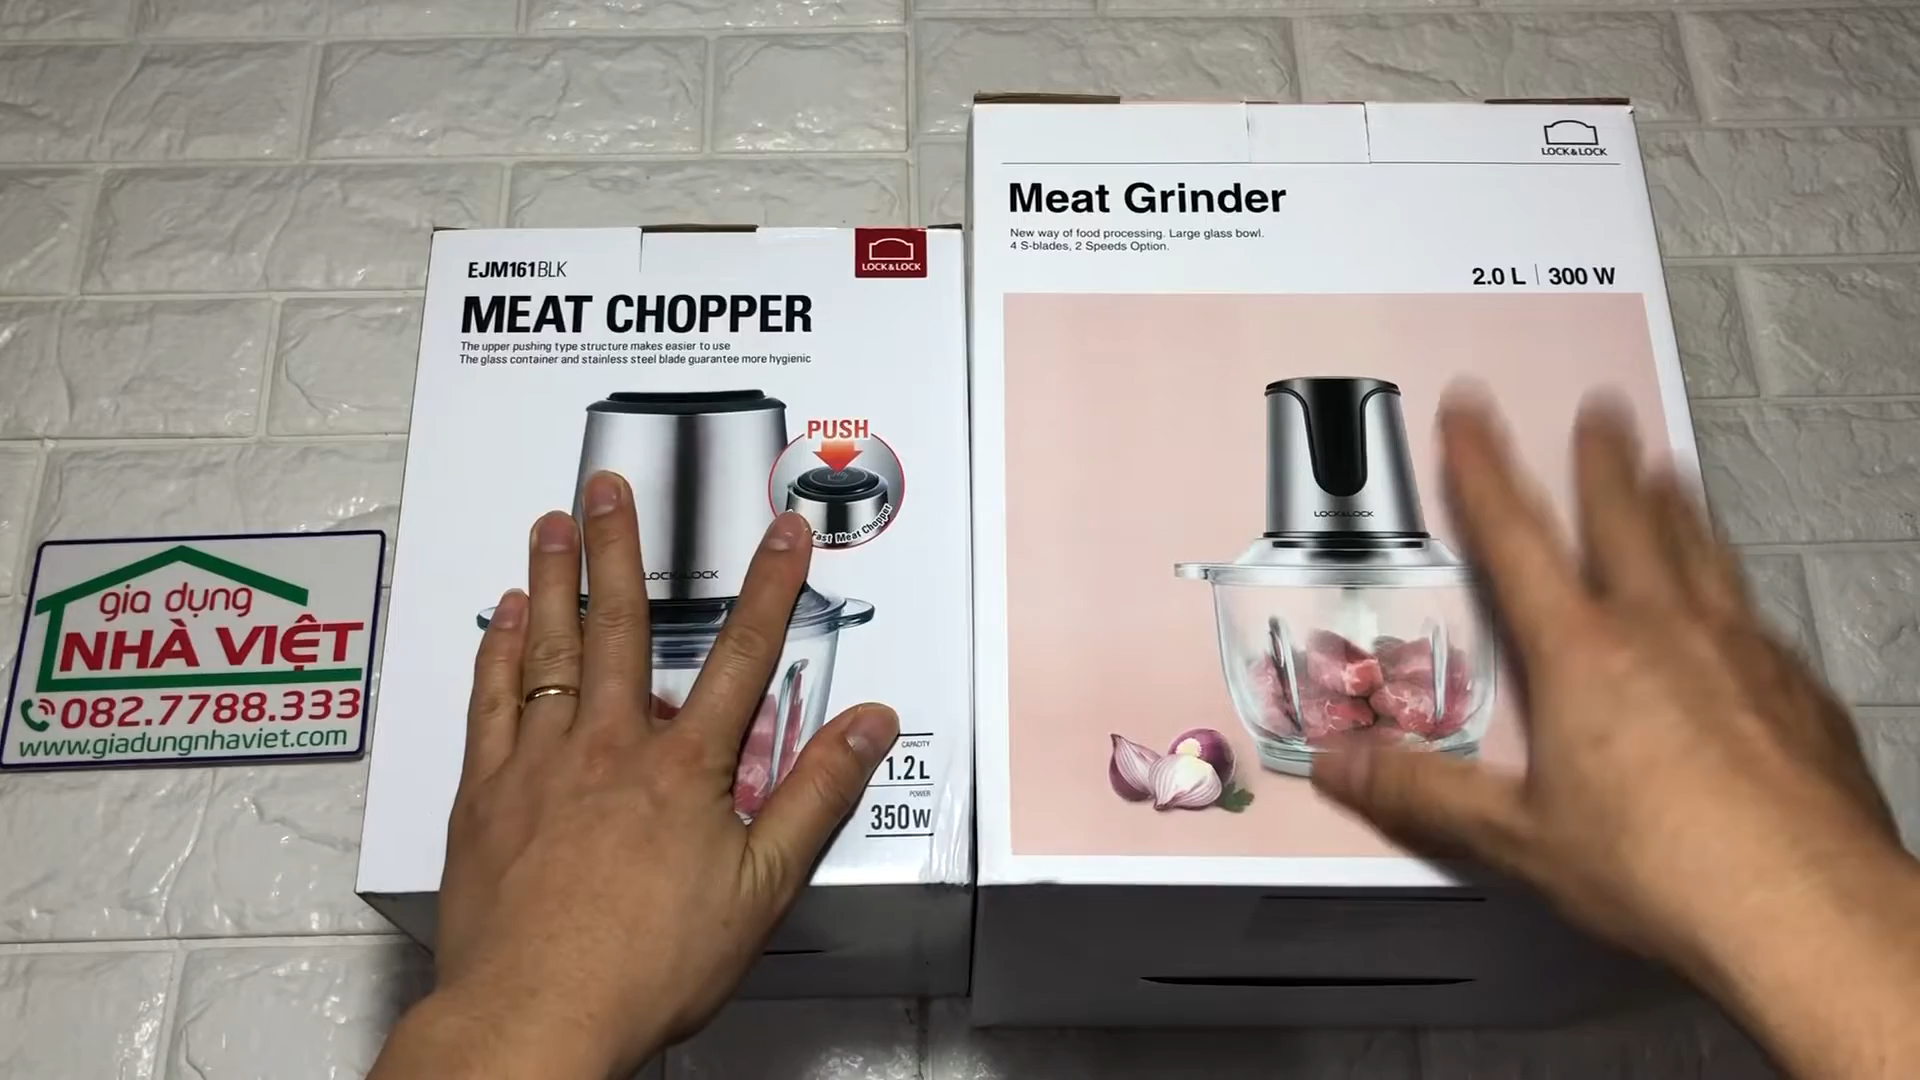 EJM161BLK
LOCK&LOCK
MEAT CHOPPER
The upper pushing type structure makes easier to use
The glass container and stainless steel blade guarantee more hygienic
PUSH
Fast Meat Chopper
LOCK&LOCK
CAPACITY
1.2L
POWER
350W
LOCK&LOCK
Meat Grinder
New way of food processing. Large glass bowl.
4 S-blades, 2 Speeds Option.
2.0 L | 300 W
LOCK&LOCK
gia dụng
NHÀ VIỆT
082.7788.333
www.giadungnhaviet.com